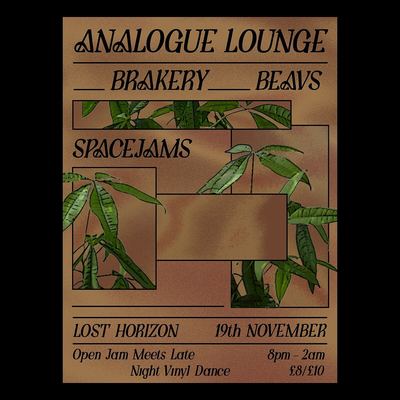 ANALOGUE LOUNGE
BRAKERY BEAVS
SPACEJAMS
LOST HORIZON 19th NOVEMBER
Open Jam Meets Late 8pm - 2am
Night Vinyl Dance £8/£10